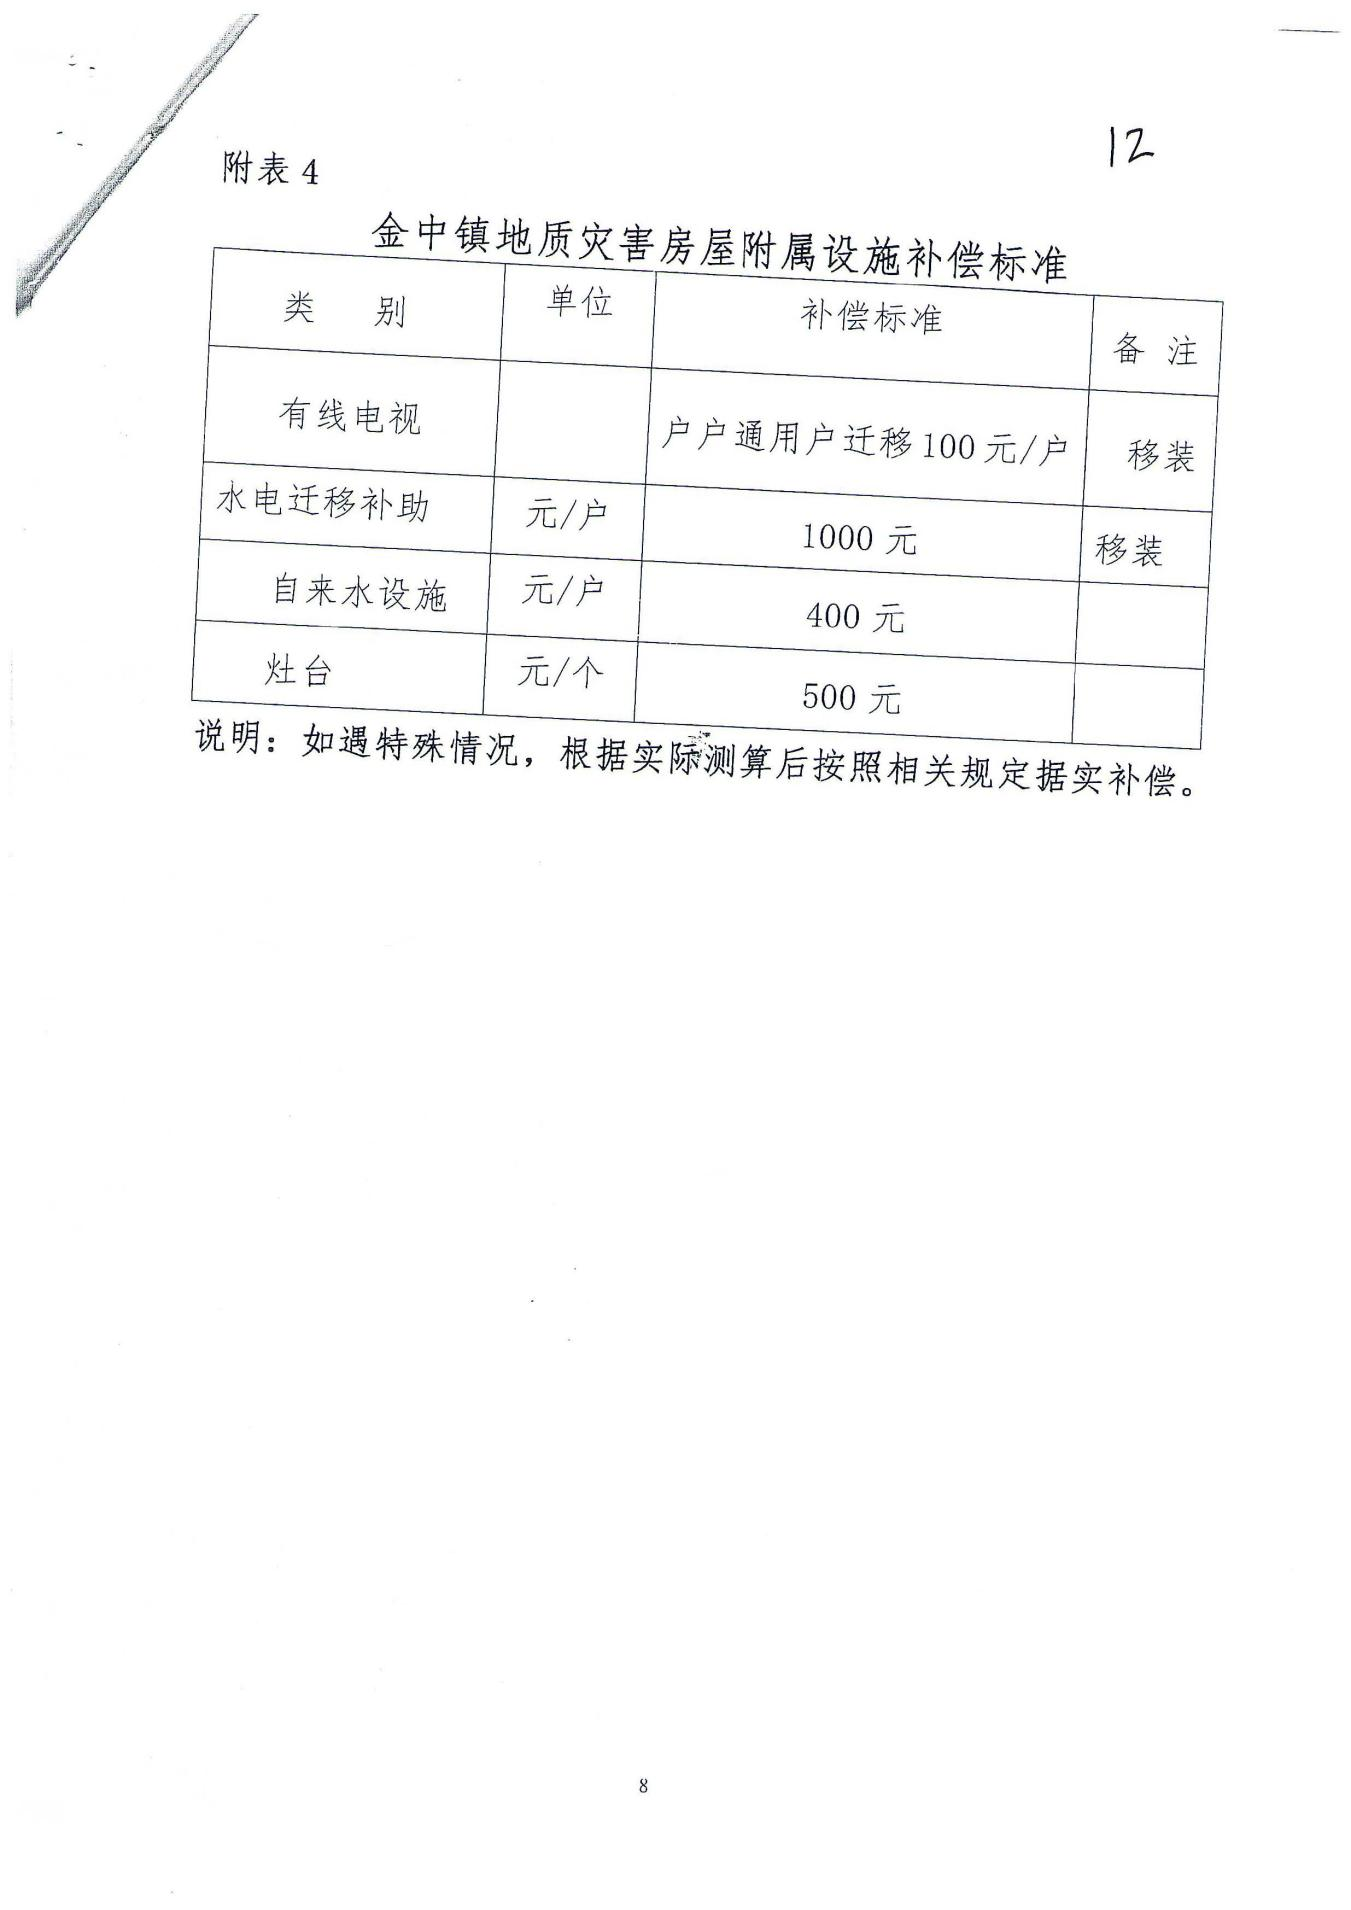 12
附表 4
金中镇地质灾害房屋附属设施补偿标准
类 别 单位 补偿标准 备 注
有线电视 户户通用户迁移100元/户 移装
水电迁移补助 元/户 1000 元 移装
自来水设施 元/户 400 元
灶台 元/个 500 元
说明：如遇特殊情况，根据实际测算后按照相关规定据实补偿。
8